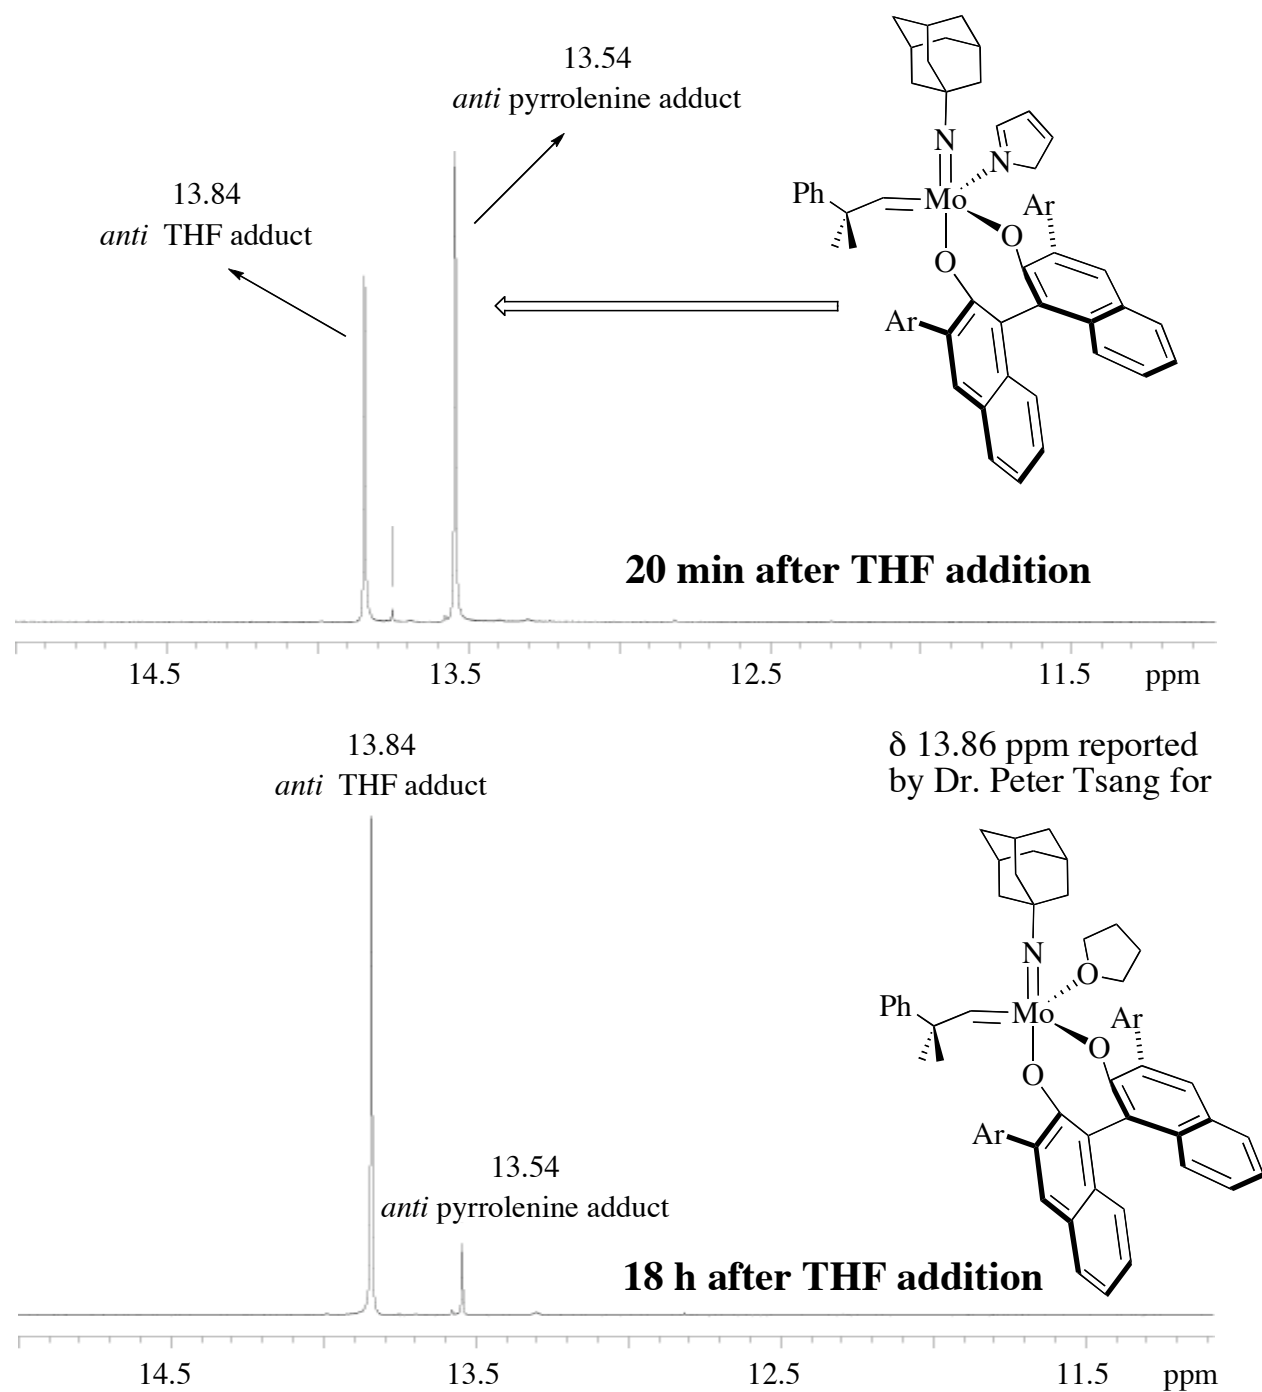 13.54
anti pyrrolenine adduct
13.84
anti THF adduct
N
N
Ph
Mo
Ar
O
O
Ar
20 min after THF addition
14.5 13.5 12.5 11.5 ppm
13.84
anti THF adduct
δ 13.86 ppm reported
by Dr. Peter Tsang for
N
O
Ph
Mo
Ar
O
O
Ar
13.54
anti pyrrolenine adduct
18 h after THF addition
14.5 13.5 12.5 11.5 ppm